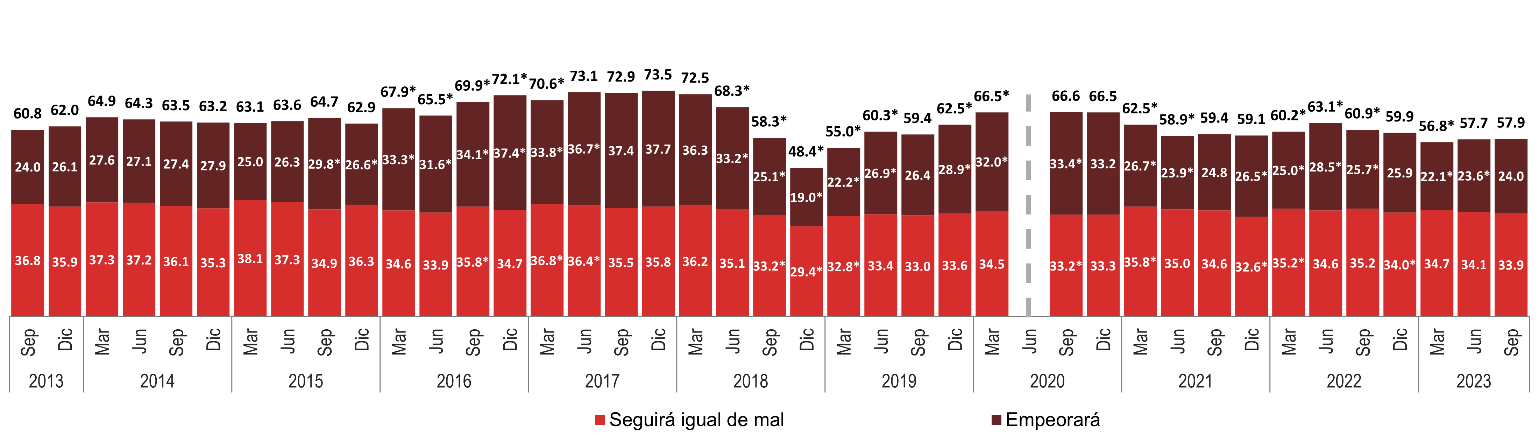 60.8 62.0 64.9 64.3 63.5 63.2 63.1 63.6 64.7 62.9 67.9* 65.5* 69.9* 72.1* 70.6* 73.1 72.9 73.5 72.5 68.3* 58.3* 48.4* 55.0* 60.3* 59.4 62.5* 66.5* 66.6 66.5 62.5* 58.9* 59.4 59.1 60.2* 63.1* 60.9* 59.9 56.8* 57.7 57.9
24.0 26.1 27.6 27.1 27.4 27.9 25.0 26.3 29.8* 26.6* 33.3* 31.6* 34.1* 37.4* 33.8* 36.7* 37.4 37.7 36.3 33.2* 25.1* 19.0* 22.2* 26.9* 26.4 28.9* 32.0* 33.4* 33.2 26.7* 23.9* 24.8 26.5* 25.0* 28.5* 25.7* 25.9 22.1* 23.6* 24.0
36.8 35.9 37.3 37.2 36.1 35.3 38.1 37.3 34.9 36.3 34.6 33.9 35.8* 34.7 36.8* 36.4* 35.5 35.8 36.2 35.1 33.2* 29.4* 32.8* 33.4 33.0 33.6 34.5 33.2* 33.3 35.8* 35.0 34.6 32.6* 35.2* 34.6 35.2 34.0* 34.7 34.1 33.9
Sep Dic Mar Jun Sep Dic Mar Jun Sep Dic Mar Jun Sep Dic Mar Jun Sep Dic Mar Jun Sep Dic Mar Jun Sep Dic Mar Jun Sep Dic Mar Jun Sep Dic Mar Jun Sep Dic Mar Jun Sep
2013 2014 2015 2016 2017 2018 2019 2020 2021 2022 2023
Seguirá igual de mal Empeorará